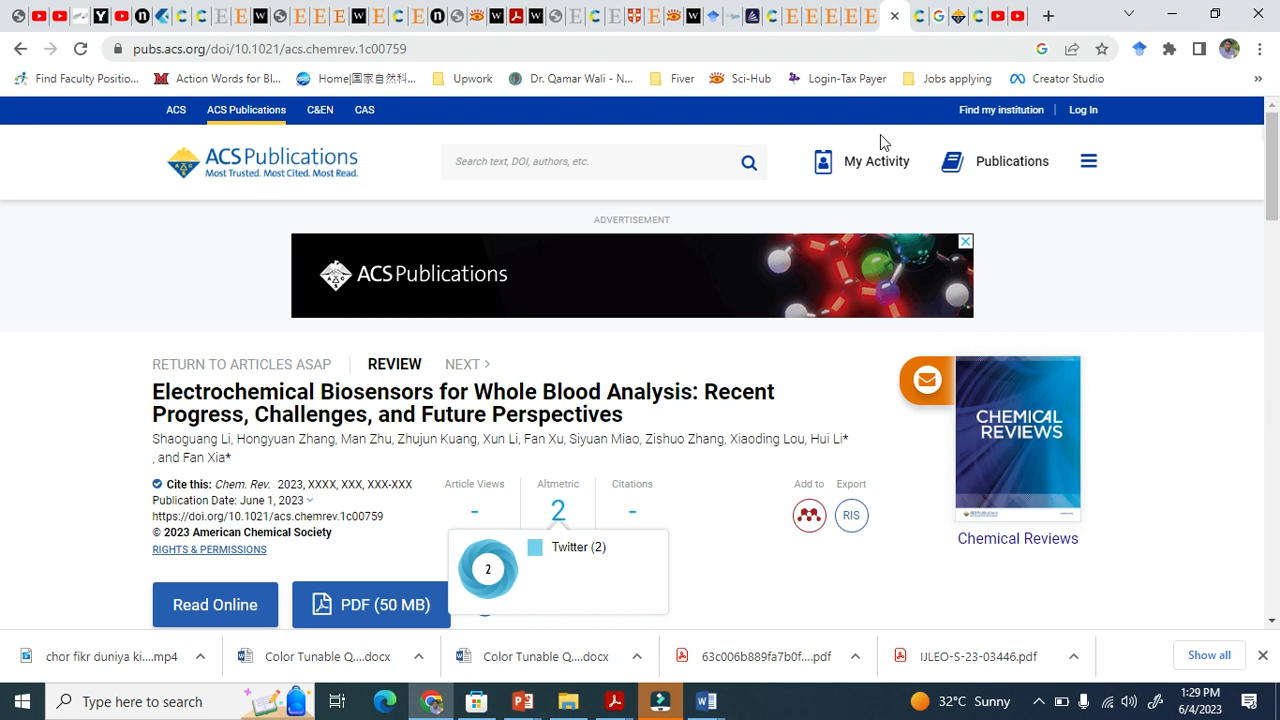 pubs.acs.org/doi/10.1021/acs.chemrev.1c00759
Find Faculty Positio...
Action Words for Bl...
Home|国家自然科...
Upwork
Dr. Qamar Wali - N...
Fiver
Sci-Hub
Login-Tax Payer
Jobs applying
Creator Studio
»
ACS
ACS Publications
C&EN
CAS
Find my institution
Log In
ACS Publications
Most Trusted. Most Cited. Most Read.
Search text, DOI, authors, etc.
My Activity
Publications
ADVERTISEMENT
ACS Publications
RETURN TO ARTICLES ASAP
REVIEW
NEXT >
Electrochemical Biosensors for Whole Blood Analysis: Recent
Progress, Challenges, and Future Perspectives
Shaoguang Li, Hongyuan Zhang, Man Zhu, Zhujun Kuang, Xun Li, Fan Xu, Siyuan Miao, Zishuo Zhang, Xiaoding Lou, Hui Li*
, and Fan Xia*
Cite this: Chem. Rev. 2023, XXXX, XXX, XXX-XXX
Publication Date: June 1, 2023
https://doi.org/10.1021/acs.chemrev.1c00759
© 2023 American Chemical Society
RIGHTS & PERMISSIONS
Article Views
-
Altmetric
2
Citations
-
Add to
Export
RIS
2
Twitter (2)
CHEMICAL
REVIEWS
Chemical Reviews
Read Online
PDF (50 MB)
chor fikr duniya ki....mp4
Color Tunable Q....docx
Color Tunable Q....docx
63c006b889fa7b0f....pdf
IJLEO-S-23-03446.pdf
Show all
Type here to search
32°C Sunny
1:29 PM
6/4/2023